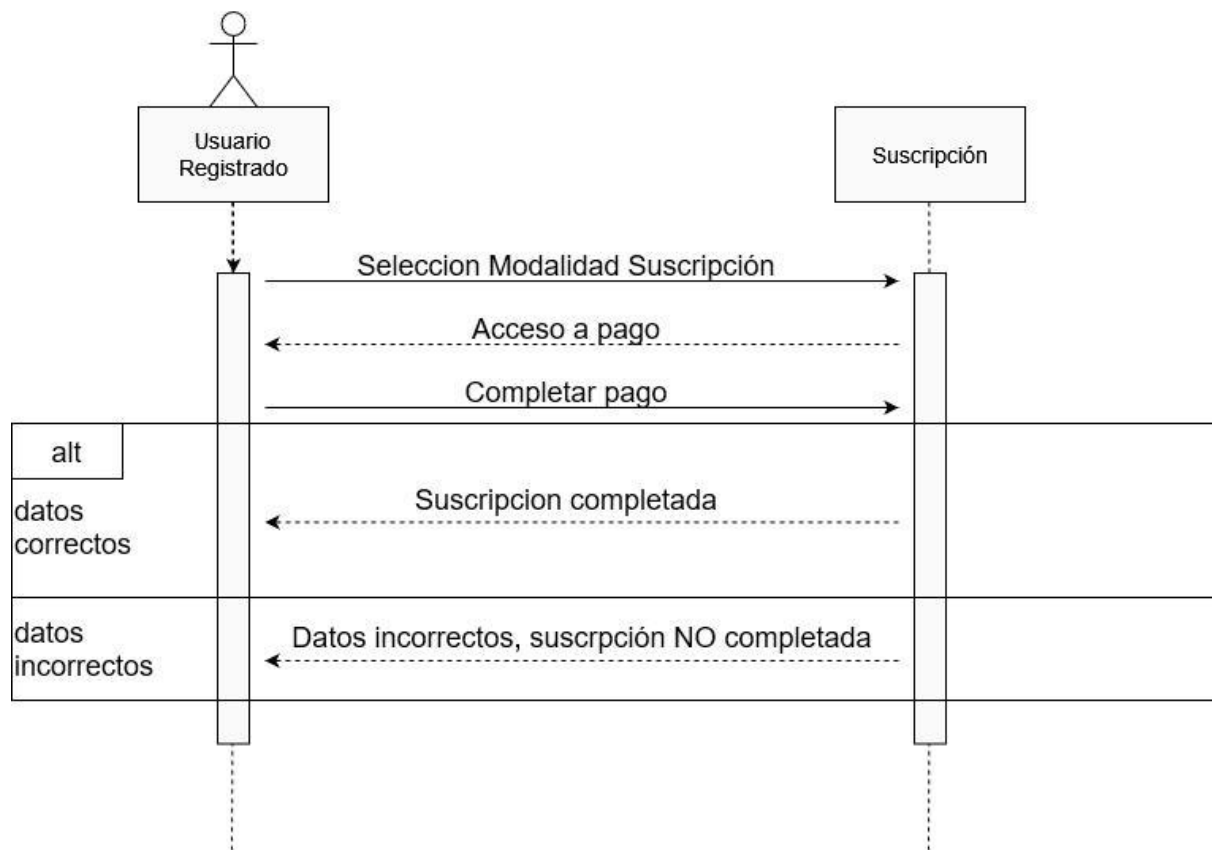 Usuario
Registrado
Suscripción
Seleccion Modalidad Suscripción
Acceso a pago
Completar pago
alt
datos
correctos
Suscripcion completada
datos
incorrectos
Datos incorrectos, suscrpción NO completada